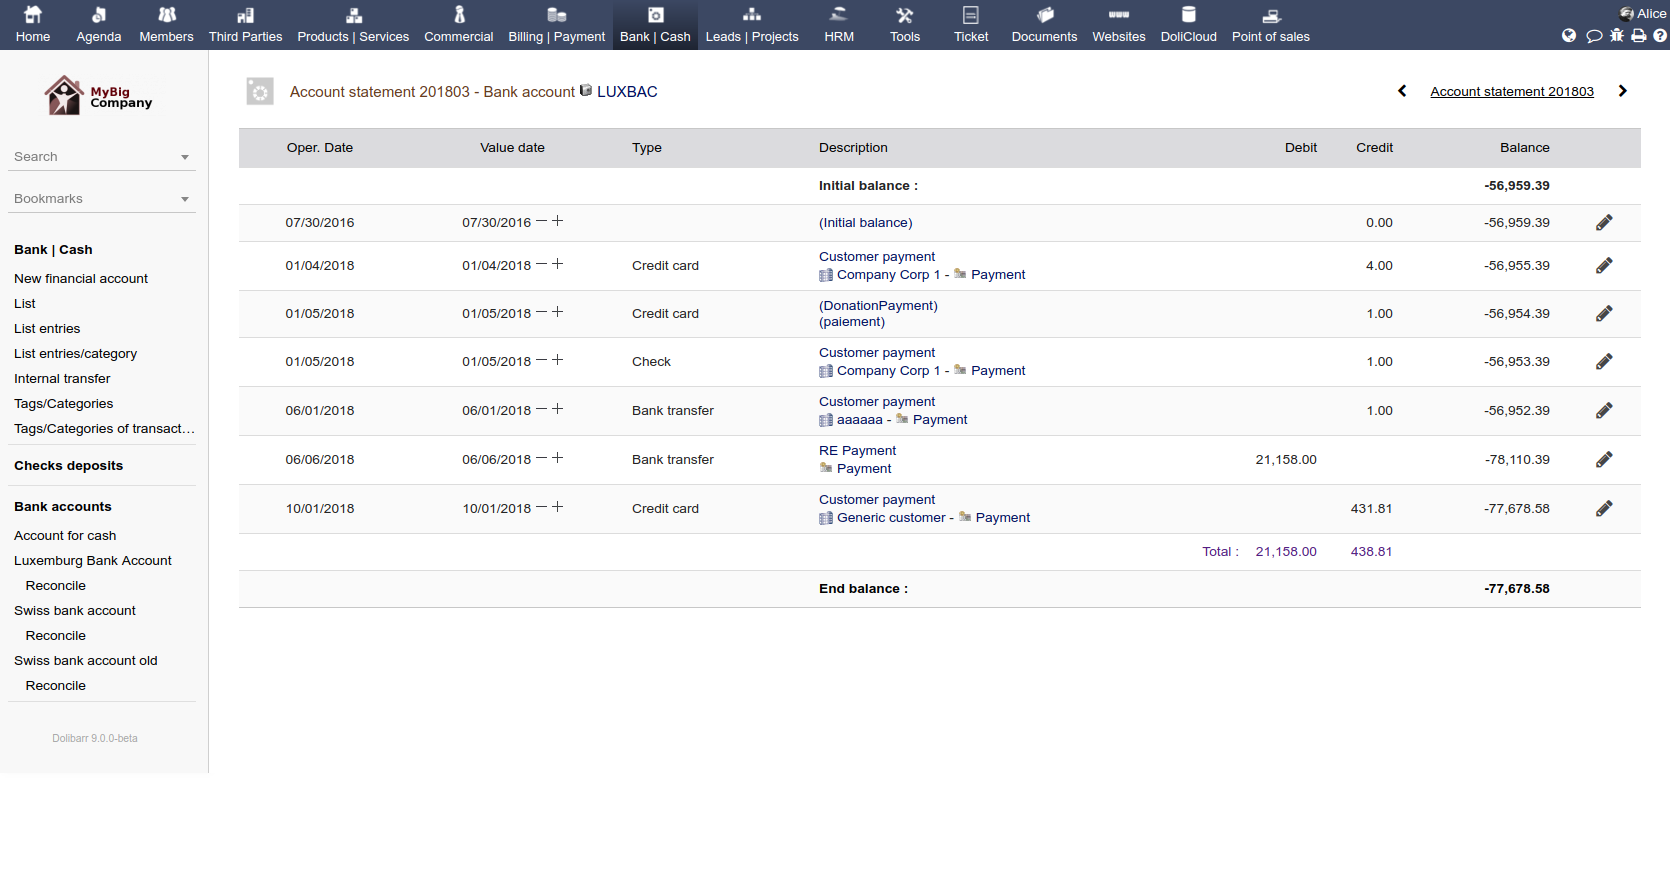 Home Agenda Members Third Parties Products | Services Commercial Billing | Payment Bank | Cash Leads | Projects HRM Tools Ticket Documents Websites DoliCloud Point of sales Alice
MyBig
Company
Search
Bookmarks
Bank | Cash
New financial account
List
List entries
List entries/category
Internal transfer
Tags/Categories
Tags/Categories of transact…
Checks deposits
Bank accounts
Account for cash
Luxemburg Bank Account
Reconcile
Swiss bank account
Reconcile
Swiss bank account old
Reconcile
Dolibarr 9.0.0-beta
Account statement 201803 - Bank account LUXBAC
Account statement 201803
Oper. Date Value date Type Description Debit Credit Balance
Initial balance : -56,959.39
07/30/2016 07/30/2016 (Initial balance) 0.00 -56,959.39
01/04/2018 01/04/2018 Credit card Customer payment 4.00 -56,955.39
Company Corp 1 - Payment
01/05/2018 01/05/2018 Credit card (DonationPayment) 1.00 -56,954.39
(paiement)
01/05/2018 01/05/2018 Check Customer payment 1.00 -56,953.39
Company Corp 1 - Payment
06/01/2018 06/01/2018 Bank transfer Customer payment 1.00 -56,952.39
aaaaaa - Payment
06/06/2018 06/06/2018 Bank transfer RE Payment 21,158.00 -78,110.39
Payment
10/01/2018 10/01/2018 Credit card Customer payment 431.81 -77,678.58
Generic customer - Payment
Total : 21,158.00 438.81
End balance : -77,678.58